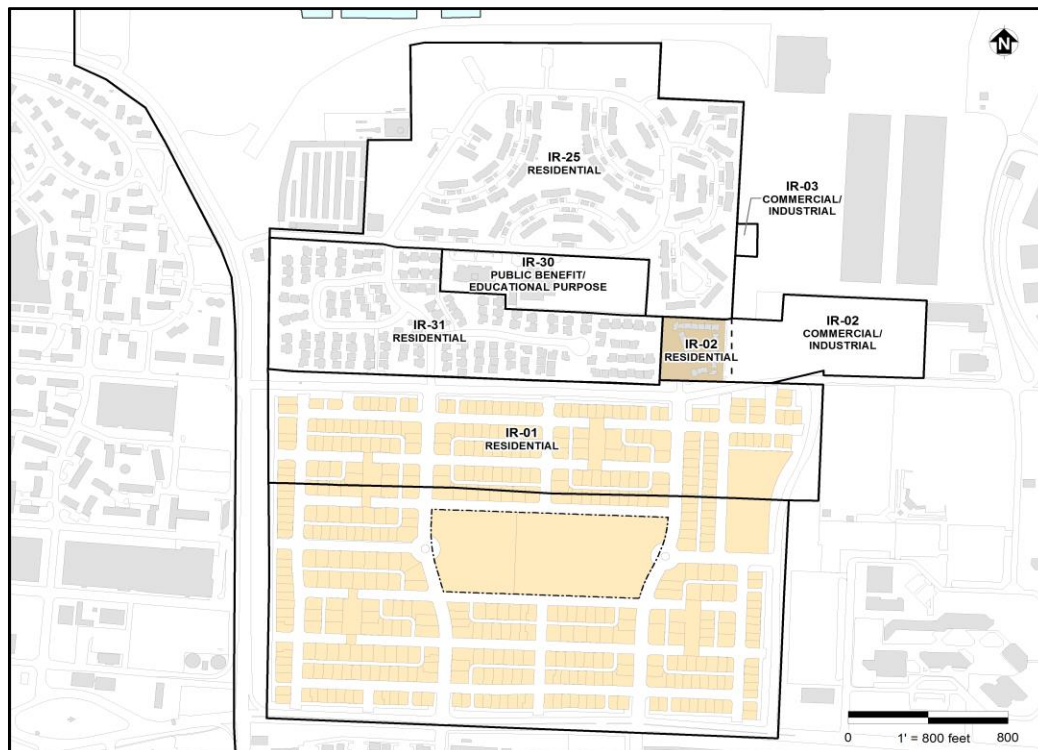 N
IR-25
RESIDENTIAL
IR-03
COMMERCIAL/
INDUSTRIAL
IR-30
PUBLIC BENEFIT/
EDUCATIONAL PURPOSE
IR-31
RESIDENTIAL
IR-02
RESIDENTIAL
IR-02
COMMERCIAL/
INDUSTRIAL
IR-01
RESIDENTIAL
0 1' = 800 feet 800